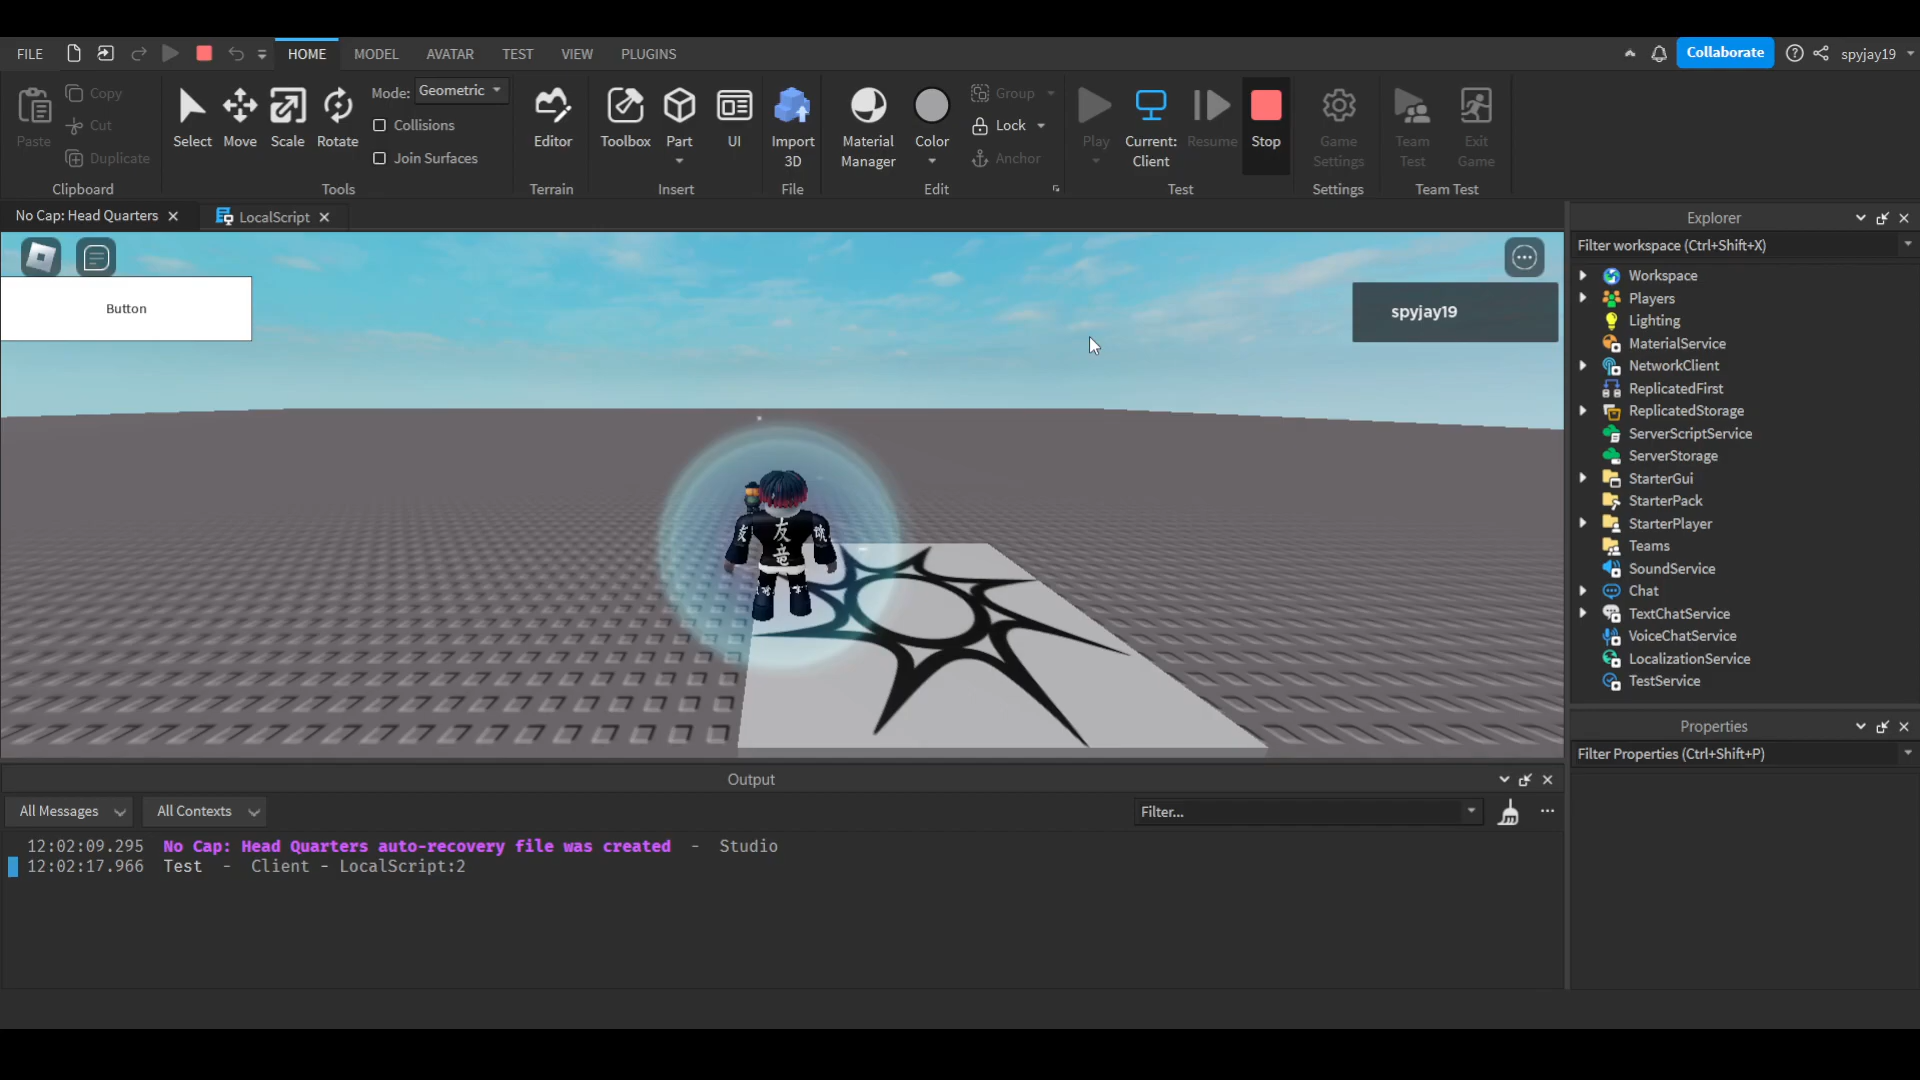 FILE HOME MODEL AVATAR TEST VIEW PLUGINS Collaborate spyjay19
Paste Copy Cut Duplicate
Clipboard
Select Move Scale Rotate
Mode: Geometric
Collisions
Join Surfaces
Tools
Editor
Terrain
Toolbox Part UI
Insert
Import
3D
File
Material
Manager
Color
Group
Lock
Anchor
Edit
Play
Current:
Client
Resume
Stop
Test
Game
Settings
Settings
Team
Test
Exit
Game
Team Test
No Cap: Head Quarters LocalScript
Button
spyjay19
友
竜
Explorer
Filter workspace (Ctrl+Shift+X)
Workspace
Players
Lighting
MaterialService
NetworkClient
ReplicatedFirst
ReplicatedStorage
ServerScriptService
ServerStorage
StarterGui
StarterPack
StarterPlayer
Teams
SoundService
Chat
TextChatService
VoiceChatService
LocalizationService
TestService
Properties
Filter Properties (Ctrl+Shift+P)
Output
All Messages All Contexts Filter...
12:02:09.295 No Cap: Head Quarters auto-recovery file was created - Studio
12:02:17.966 Test - Client - LocalScript:2